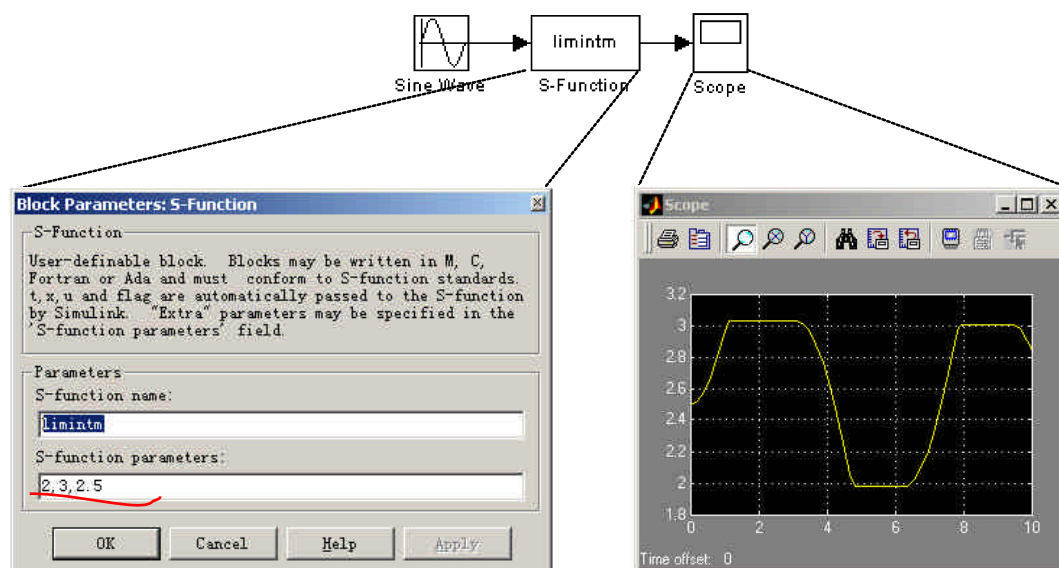 limintm
Sine Wave
S-Function
Scope
Block Parameters: S-Function
S-Function
User-definable block. Blocks may be written in M, C,
Fortran or Ada and must conform to S-function standards.
t,x,u and flag are automatically passed to the S-function
by Simulink. "Extra" parameters may be specified in the
'S-function parameters' field.
Parameters
S-function name:
limintm
S-function parameters:
2,3,2.5
OK
Cancel
Help
Apply
Scope
3.2
3
2.8
2.6
2.4
2.2
2
1.8
0
2
4
6
8
10
Time offset: 0